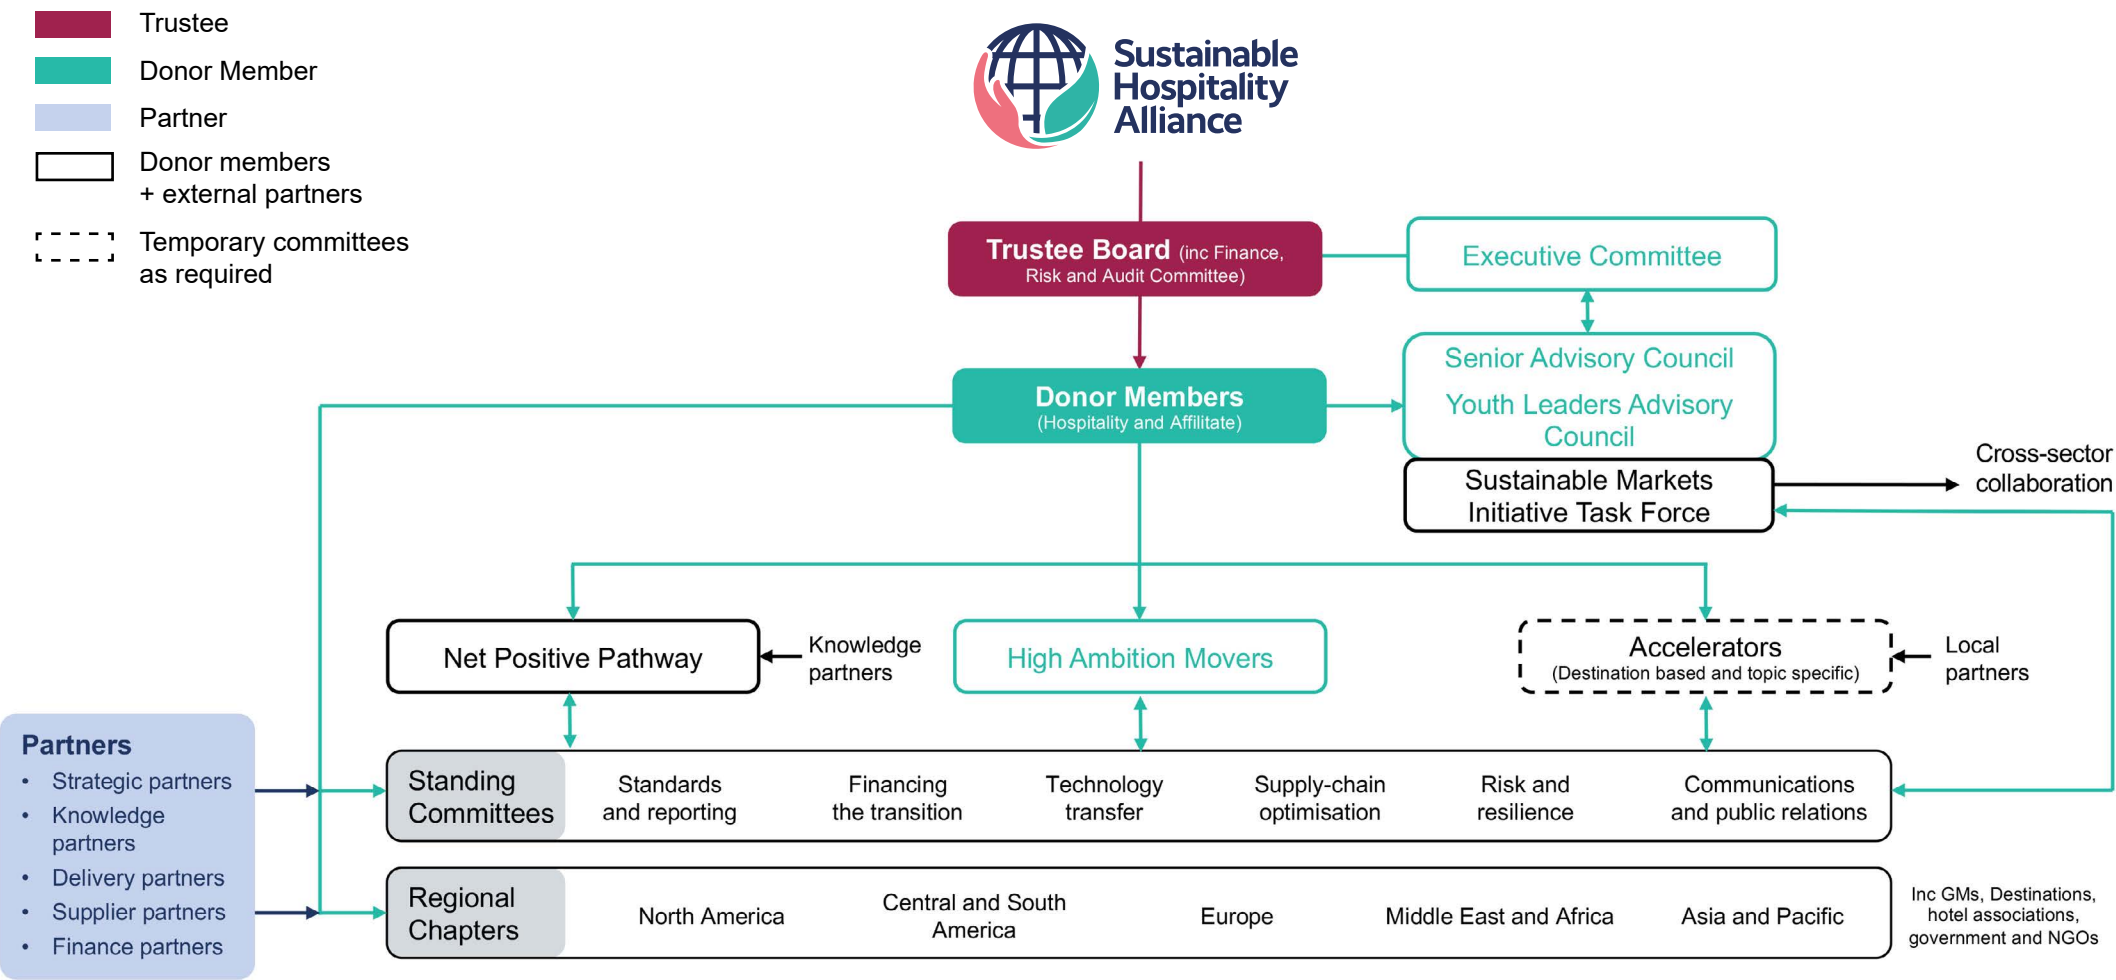 Trustee
Donor Member
Partner
Donor members
+ external partners
Temporary committees
as required
Sustainable
Hospitality
Alliance
Trustee Board (inc Finance,
Risk and Audit Committee)
Executive Committee
Senior Advisory Council
Youth Leaders Advisory
Council
Donor Members
(Hospitality and Affilitate)
Sustainable Markets
Initiative Task Force
Cross-sector
collaboration
Net Positive Pathway
Knowledge
partners
High Ambition Movers
Accelerators
(Destination based and topic specific)
Local
partners
Partners
• Strategic partners
• Knowledge
partners
• Delivery partners
• Supplier partners
• Finance partners
Standing
Committees
Standards
and reporting
Financing
the transition
Technology
transfer
Supply-chain
optimisation
Risk and
resilience
Communications
and public relations
Regional
Chapters
North America
Central and South
America
Europe
Middle East and Africa
Asia and Pacific
Inc GMs, Destinations,
hotel associations,
government and NGOs